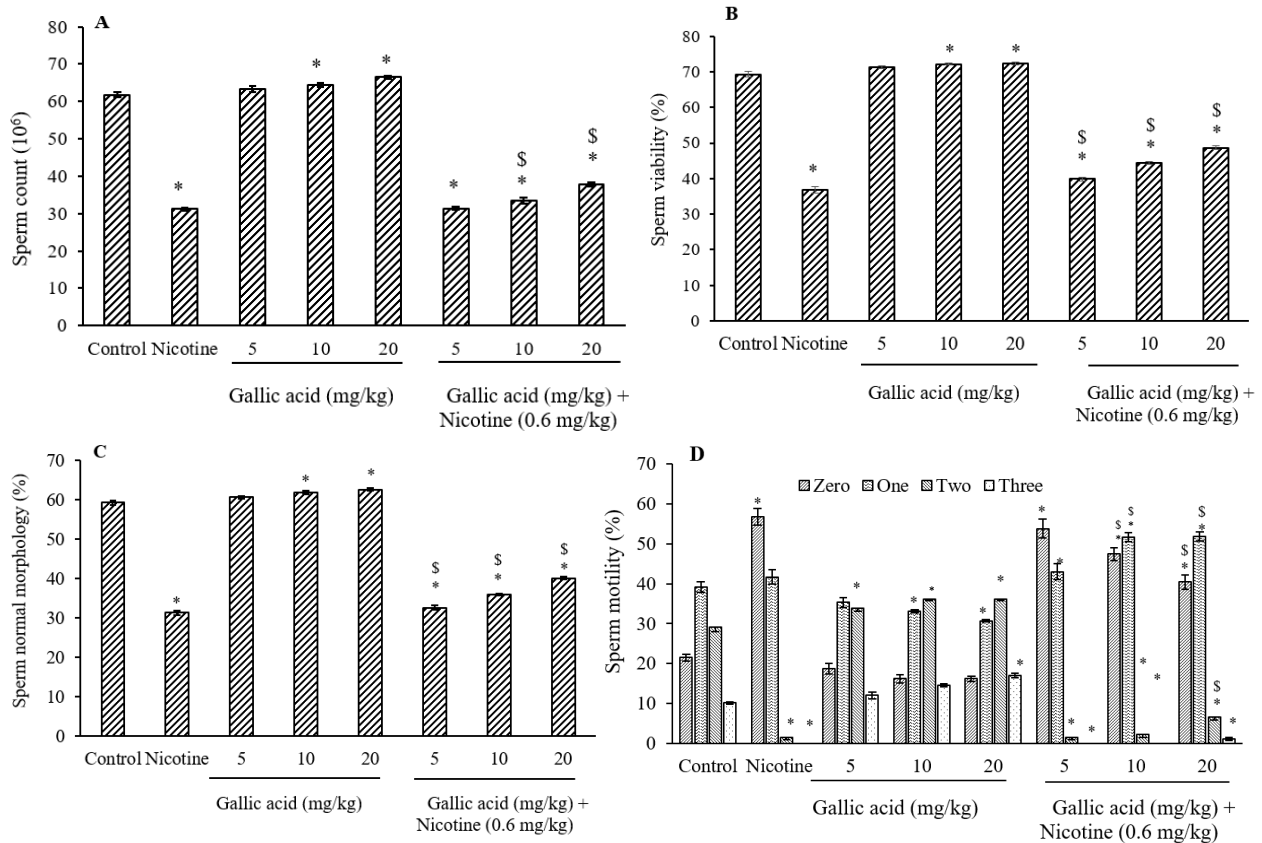 A
Sperm count (10⁶)
80
70
60
50
40
30
20
10
0
* * * * * $ * $ *
Control Nicotine 5 10 20 5 10 20
Gallic acid (mg/kg)
Gallic acid (mg/kg) +
Nicotine (0.6 mg/kg)
B
Sperm viability (%)
80
70
60
50
40
30
20
10
0
* * * $ * $ * $ *
Control Nicotine 5 10 20 5 10 20
Gallic acid (mg/kg)
Gallic acid (mg/kg) +
Nicotine (0.6 mg/kg)
C
Sperm normal morphology (%)
80
70
60
50
40
30
20
10
0
* * * $ * $ * $ *
Control Nicotine 5 10 20 5 10 20
Gallic acid (mg/kg)
Gallic acid (mg/kg) +
Nicotine (0.6 mg/kg)
D
Sperm motility (%)
70
60
50
40
30
20
10
0
Zero One Two Three
* * * * * * * * * * * * * $ * $ * * * $ * $ * $ * *
Control Nicotine 5 10 20 5 10 20
Gallic acid (mg/kg)
Gallic acid (mg/kg) +
Nicotine (0.6 mg/kg)